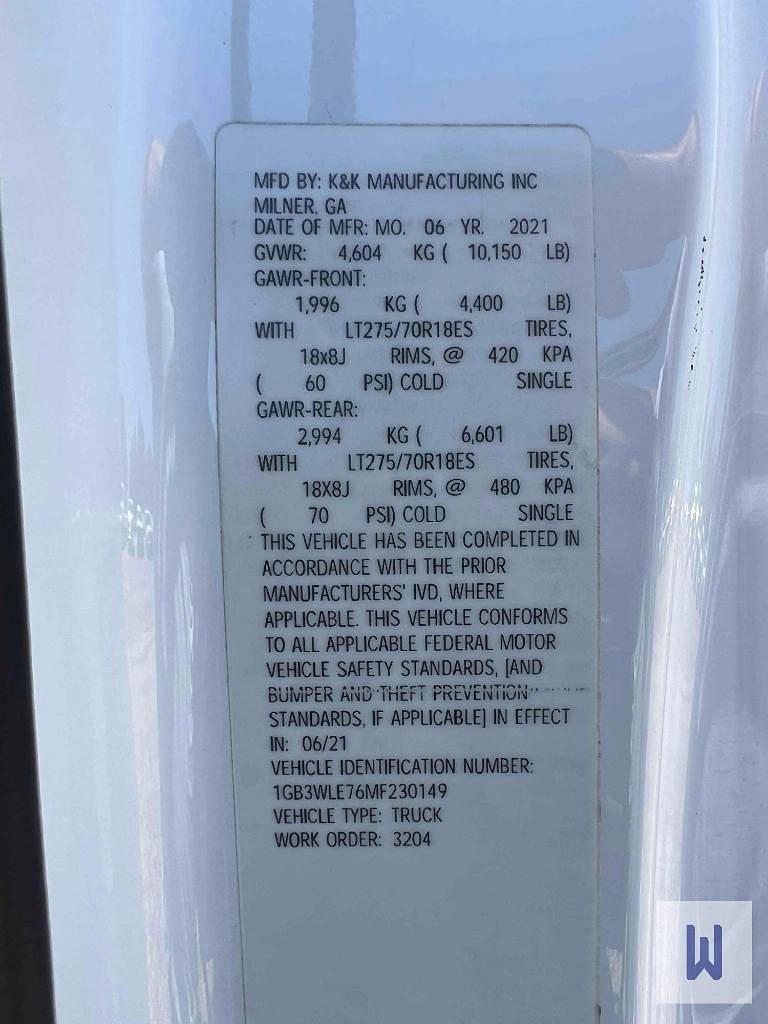 MFD BY: K&K MANUFACTURING INC
MILNER, GA
DATE OF MFR: MO. 06 YR. 2021
GVWR: 4,604 KG ( 10,150 LB)
GAWR-FRONT:
1,996 KG ( 4,400 LB)
WITH LT275/70R18ES TIRES,
18x8J RIMS, @ 420 KPA
( 60 PSI) COLD SINGLE
GAWR-REAR:
2,994 KG ( 6,601 LB)
WITH LT275/70R18ES TIRES,
18X8J RIMS, @ 480 KPA
( 70 PSI) COLD SINGLE
THIS VEHICLE HAS BEEN COMPLETED IN
ACCORDANCE WITH THE PRIOR
MANUFACTURERS' IVD, WHERE
APPLICABLE. THIS VEHICLE CONFORMS
TO ALL APPLICABLE FEDERAL MOTOR
VEHICLE SAFETY STANDARDS, [AND
BUMPER AND THEFT PREVENTION
STANDARDS, IF APPLICABLE] IN EFFECT
IN: 06/21
VEHICLE IDENTIFICATION NUMBER:
1GB3WLE76MF230149
VEHICLE TYPE: TRUCK
WORK ORDER: 3204
W